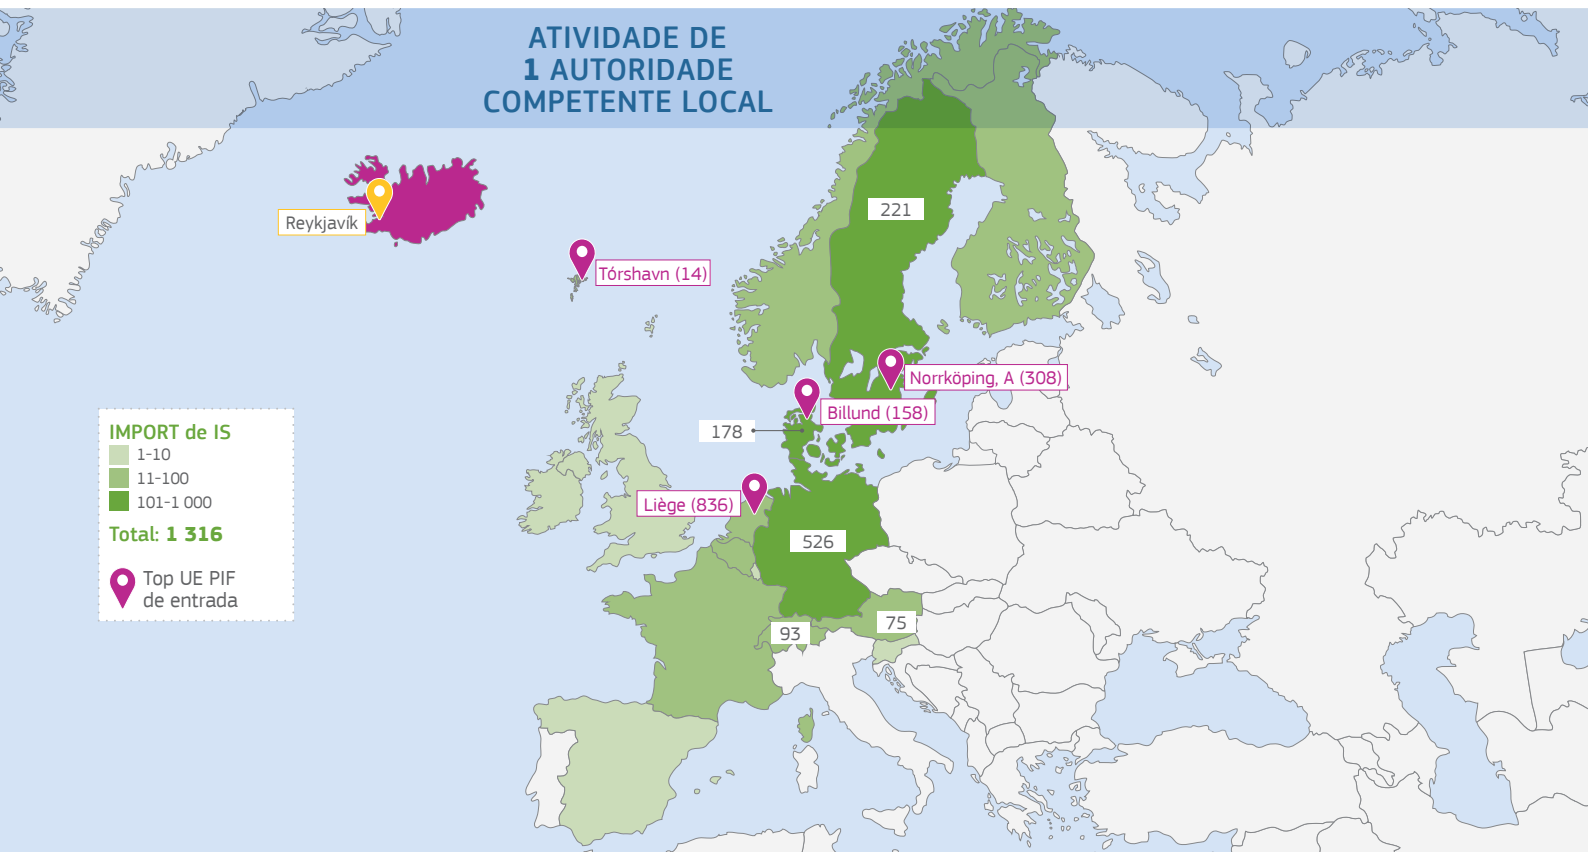 ATIVIDADE DE
1 AUTORIDADE
COMPETENTE LOCAL
Reykjavík
Tórshavn (14)
221
Norrköping, A (308)
Billund (158)
178
Liège (836)
526
93
75
IMPORT de IS
1-10
11-100
101-1 000
Total: 1 316
Top UE PIF
de entrada